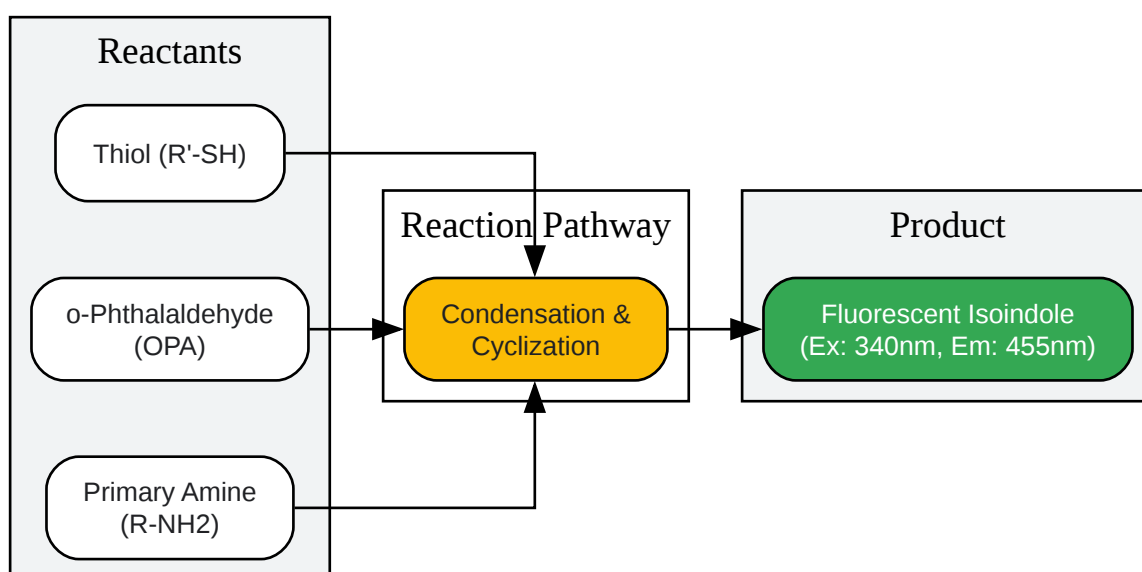 Reactants
Thiol (R'-SH)
o-Phthalaldehyde
(OPA)
Primary Amine
(R-NH2)
Reaction Pathway
Condensation &
Cyclization
Product
Fluorescent Isoindole
(Ex: 340nm, Em: 455nm)